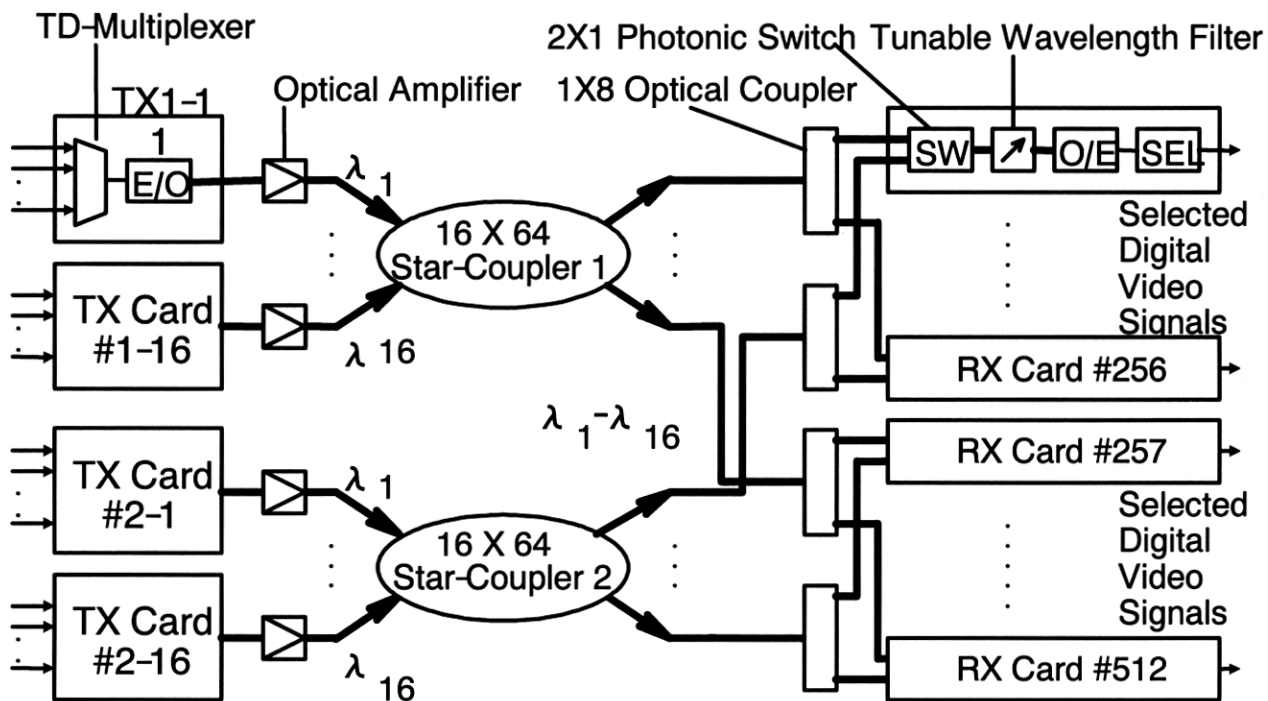 TD-Multiplexer
2X1 Photonic Switch Tunable Wavelength Filter
Optical Amplifier
1X8 Optical Coupler
TX1-1
1
E/O
λ 1
SW
O/E
SEL
16 X 64
Star-Coupler 1
Selected
Digital
Video
Signals
TX Card
#1-16
λ 16
RX Card #256
λ 1-λ 16
TX Card
#2-1
λ 1
RX Card #257
16 X 64
Star-Coupler 2
Selected
Digital
Video
Signals
TX Card
#2-16
λ 16
RX Card #512